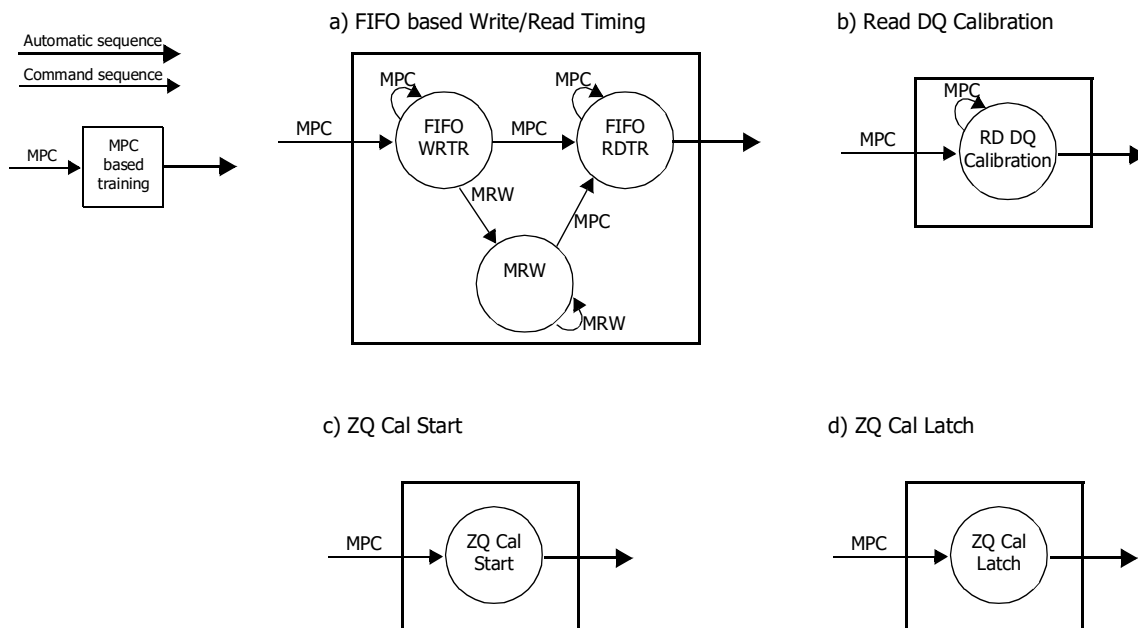 Automatic sequence
Command sequence
MPC
MPC
based
training
a) FIFO based Write/Read Timing
MPC
MPC
FIFO
WRTR
MPC
MPC
FIFO
RDTR
MRW
MPC
MRW
MRW
b) Read DQ Calibration
MPC
MPC
RD DQ
Calibration
c) ZQ Cal Start
MPC
ZQ Cal
Start
d) ZQ Cal Latch
MPC
ZQ Cal
Latch